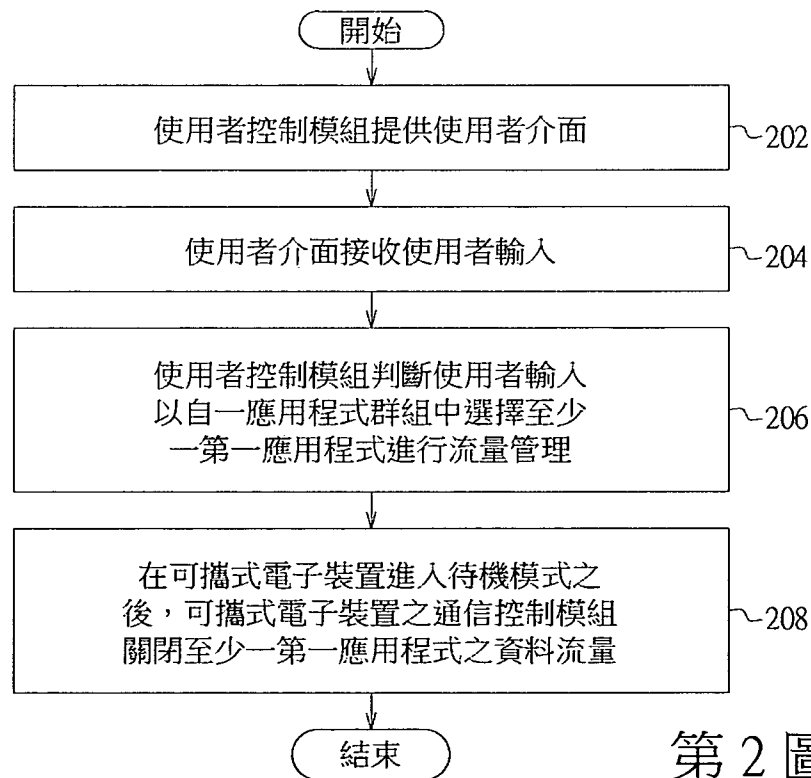 開始
使用者控制模組提供使用者介面
202
使用者介面接收使用者輸入
204
使用者控制模組判斷使用者輸入
以自一應用程式群組中選擇至少
一第一應用程式進行流量管理
206
在可攜式電子裝置進入待機模式之
後，可攜式電子裝置之通信控制模組
關閉至少一第一應用程式之資料流量
208
結束
第2圖